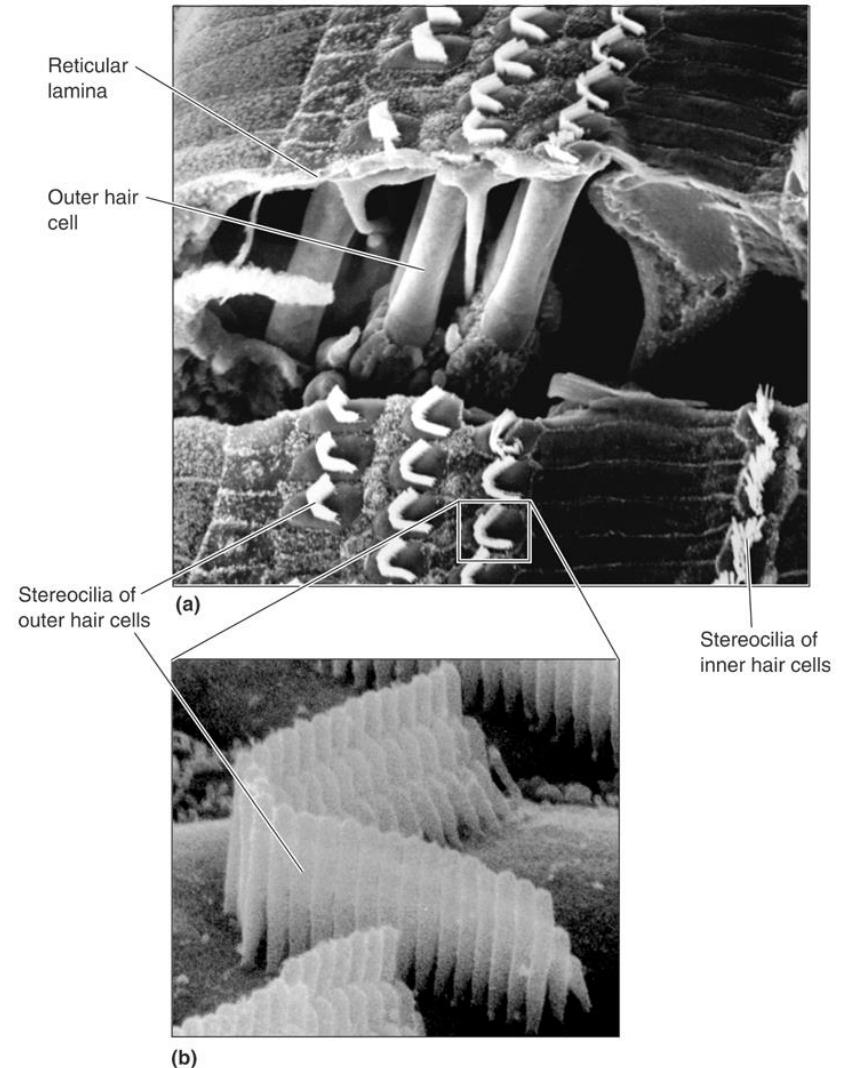 Reticular
lamina
Outer hair
cell
(a)
Stereocilia of
outer hair cells
Stereocilia of
inner hair cells
(b)